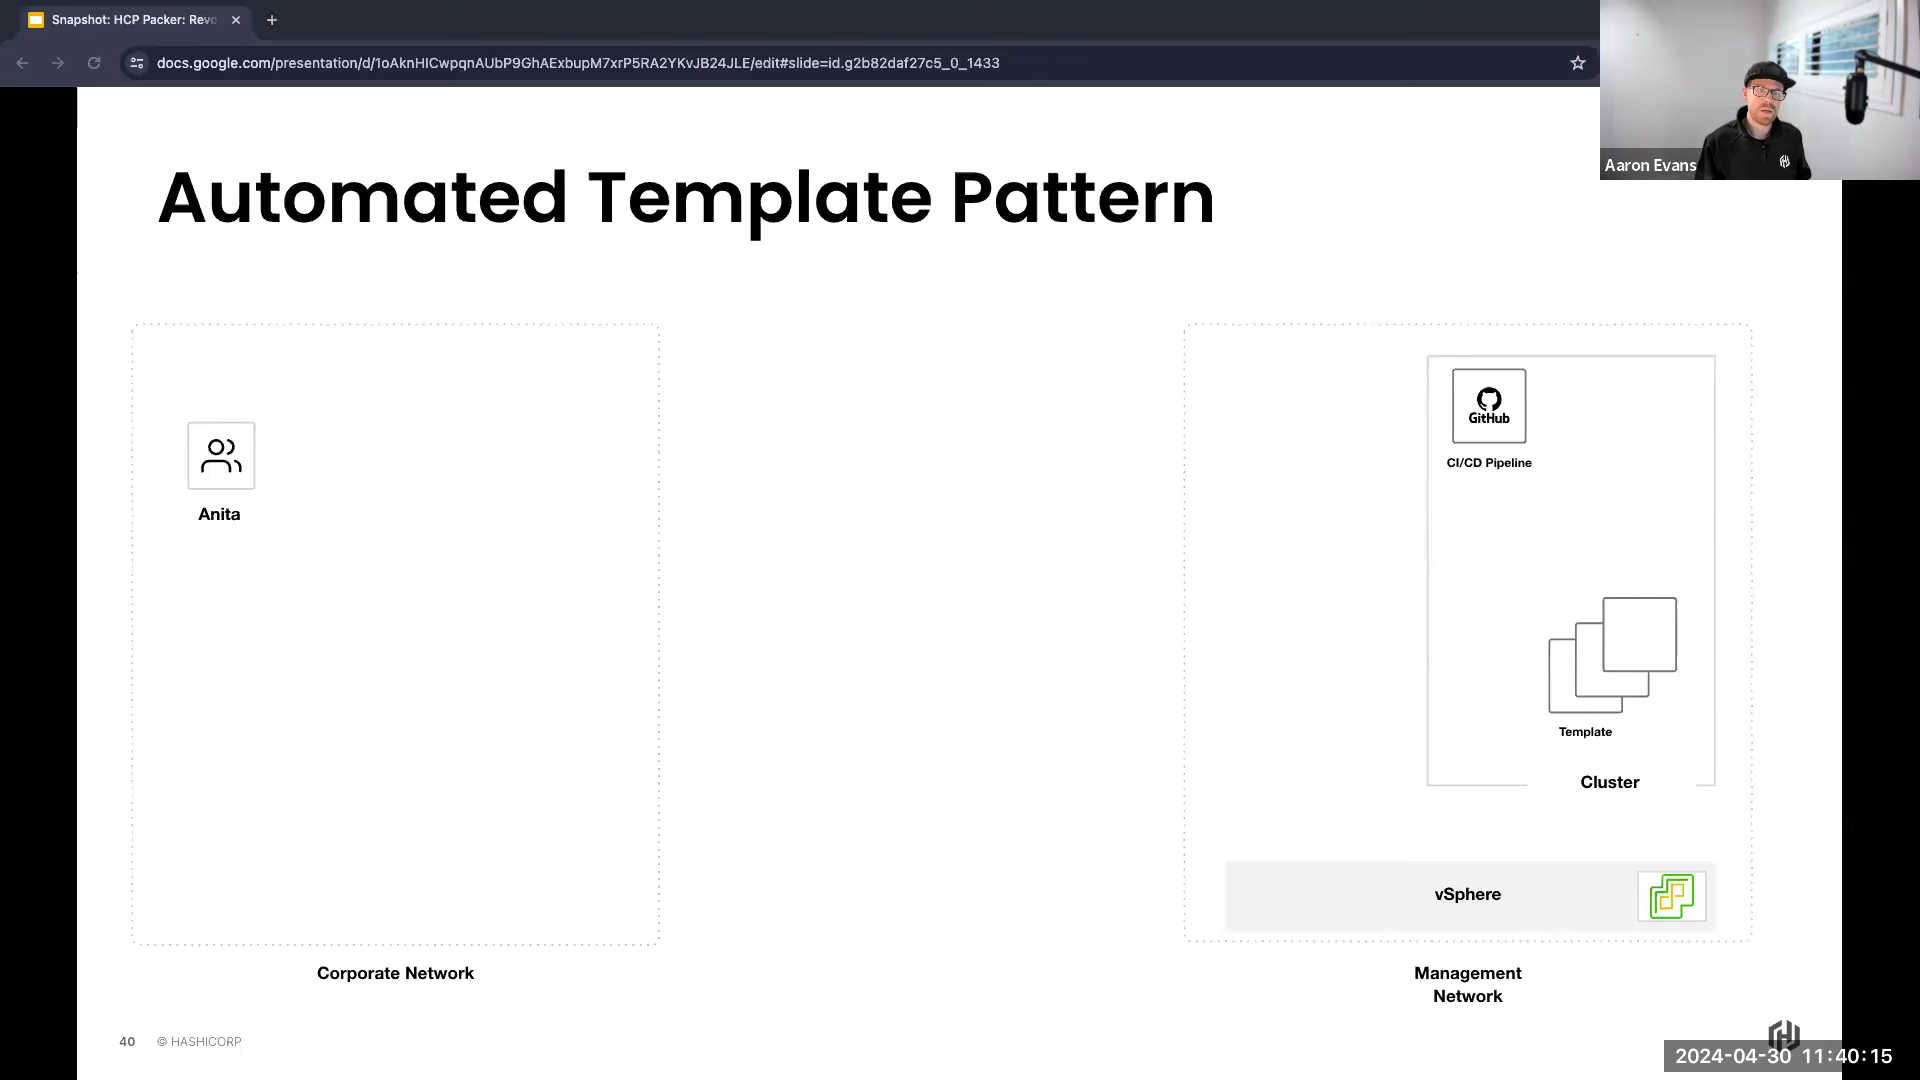 Snapshot: HCP Packer: Revo
docs.google.com/presentation/d/1oAknHICwpqnAUbP9GhAExbupM7xrP5RA2YKvJB24JLE/edit#slide=id.g2b82daf27c5_0_1433
Aaron Evans
Automated Template Pattern
GitHub
CI/CD Pipeline
Anita
Template
Cluster
vSphere
Corporate Network
Management
Network
40 © HASHICORP
2024-04-30 11:40:15